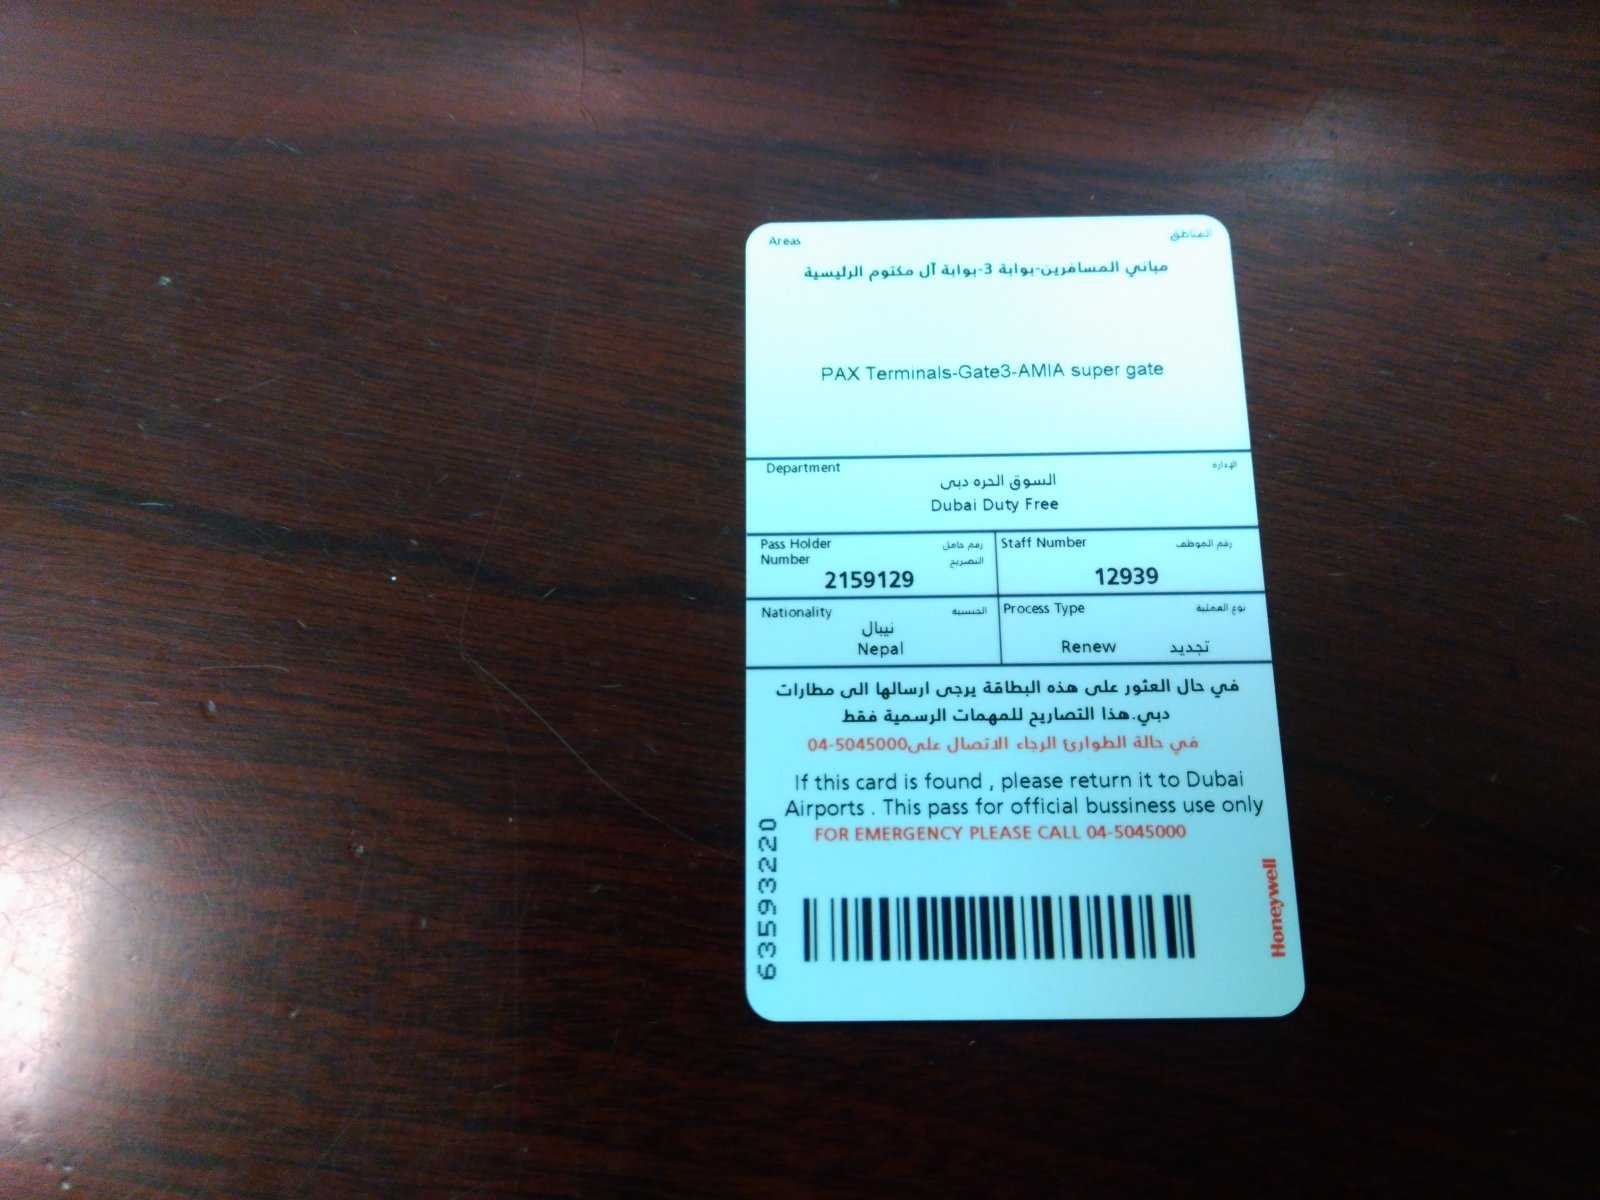 Areas المناطق
مباني المسافرين-بوابة 3-بوابة آل مكتوم الرئيسية
PAX Terminals-Gate3-AMIA super gate
Department الإدارة
السوق الحره دبى
Dubai Duty Free
Pass Holder Number رقم حامل التصريح
2159129
Staff Number رقم الموظف
12939
Nationality الجنسية
نيبال
Nepal
Process Type نوع العملية
Renew تجديد
في حال العثور على هذه البطاقة يرجى ارسالها الى مطارات
دبي.هذا التصاريح للمهمات الرسمية فقط
في حالة الطوارئ الرجاء الاتصال على04-5045000
If this card is found , please return it to Dubai
Airports . This pass for official bussiness use only
FOR EMERGENCY PLEASE CALL 04-5045000
63593220
Honeywell